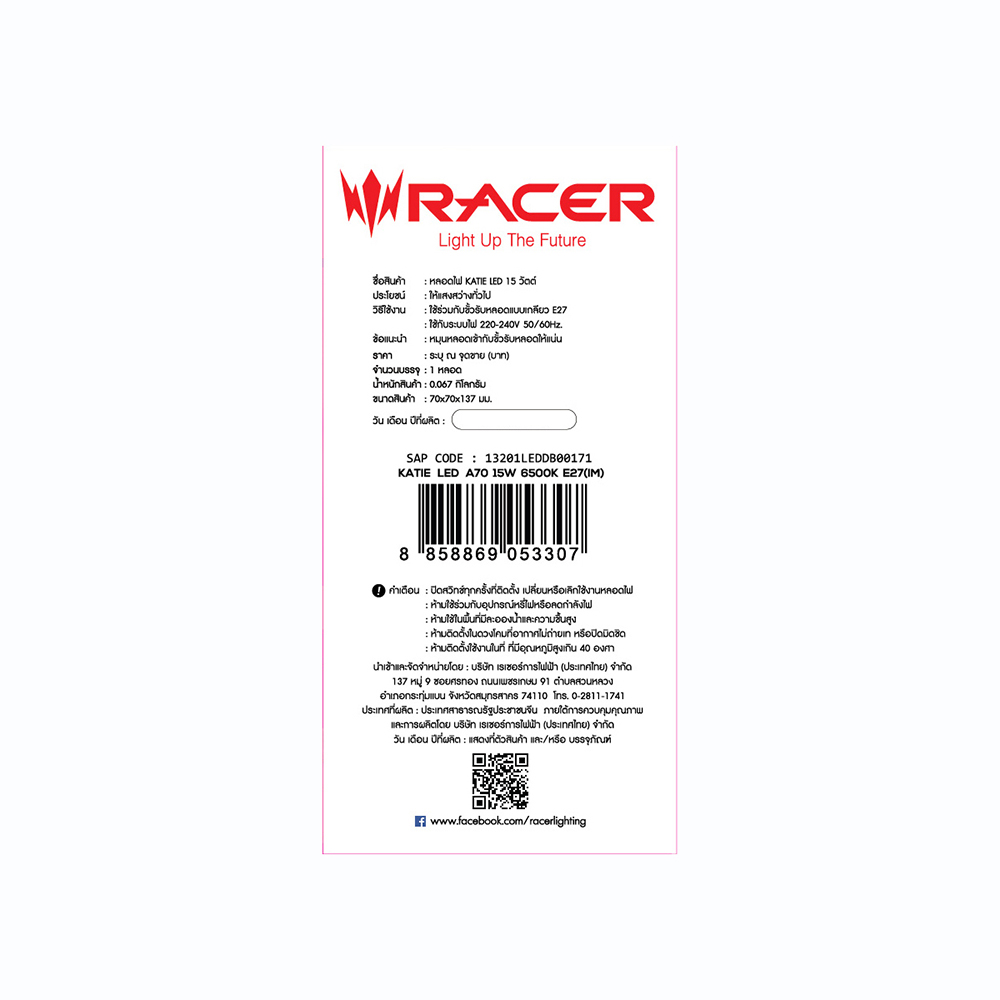 RACER
Light Up The Future
ชื่อสินค้า : หลอดไฟ KATIE LED 15 วัตต์
ประโยชน์ : ให้แสงสว่างทั่วไป
วิธีใช้งาน : ใช้ร่วมกับขั้วรับหลอดแบบเกลียว E27
: ใช้กับระบบไฟ 220-240V 50/60Hz.
ข้อแนะนำ : หมุนหลอดเข้ากับขั้วรับหลอดให้แน่น
ราคา : ระบุ ณ จุดขาย (บาท)
จำนวนบรรจุ : 1 หลอด
น้ำหนักสินค้า : 0.067 กิโลกรัม
ขนาดสินค้า : 70x70x137 มม.
วัน เดือน ปีที่ผลิต :
SAP CODE : 13201LEDDB00171
KATIE LED A70 15W 6500K E27(IM)
8 858869 053307
! คำเตือน : ปิดสวิทซ์ทุกครั้งที่ติดตั้ง เปลี่ยนหรือเลิกใช้งานหลอดไฟ
: ห้ามใช้ร่วมกับอุปกรณ์หรี่ไฟหรือลดกำลังไฟ
: ห้ามใช้ในพื้นที่มีละอองน้ำและความชื้นสูง
: ห้ามติดตั้งในดวงโคมที่อากาศไม่ถ่ายเท หรือปิดมิดชิด
: ห้ามติดตั้งใช้งานในที่ ที่มีอุณหภูมิสูงเกิน 40 องศา
นำเข้าและจัดจำหน่ายโดย : บริษัท เรเซอร์การไฟฟ้า (ประเทศไทย) จำกัด
137 หมู่ 9 ซอยศรทอง ถนนเพชรเกษม 91 ตำบลสวนหลวง
อำเภอกระทุ่มแบน จังหวัดสมุทรสาคร 74110 โทร. 0-2811-1741
ประเทศที่ผลิต : ประเทศสาธารณรัฐประชาชนจีน ภายใต้การควบคุมคุณภาพ
และการผลิตโดย บริษัท เรเซอร์การไฟฟ้า (ประเทศไทย) จำกัด
วัน เดือน ปีที่ผลิต : แสดงที่ตัวสินค้า และ/หรือ บรรจุภัณฑ์
www.facebook.com/racerlighting